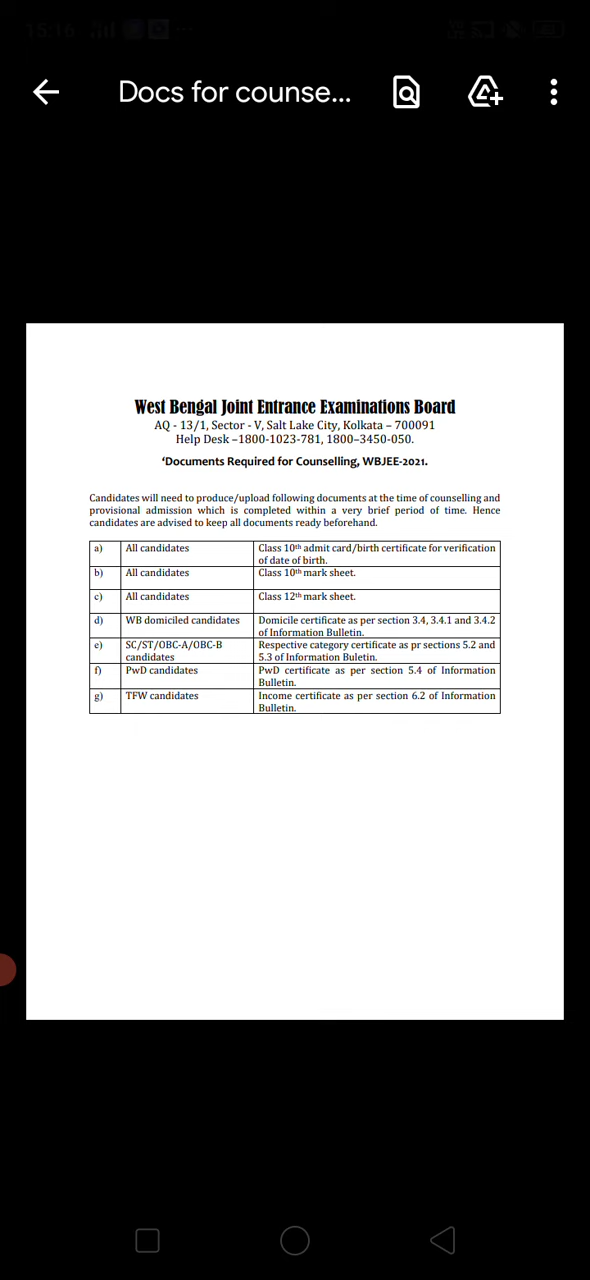 15:16
Docs for counse...
West Bengal Joint Entrance Examinations Board
AQ - 13/1, Sector - V, Salt Lake City, Kolkata – 700091
Help Desk –1800-1023-781, 1800–3450-050.
‘Documents Required for Counselling, WBJEE-2021.
Candidates will need to produce/upload following documents at the time of counselling and
provisional admission which is completed within a very brief period of time. Hence
candidates are advised to keep all documents ready beforehand.
a) All candidates Class 10th admit card/birth certificate for verification
of date of birth.
b) All candidates Class 10th mark sheet.
c) All candidates Class 12th mark sheet.
d) WB domiciled candidates Domicile certificate as per section 3.4, 3.4.1 and 3.4.2
of Information Bulletin.
e) SC/ST/OBC-A/OBC-B Respective category certificate as pr sections 5.2 and
candidates 5.3 of Information Buletin.
f) PwD candidates PwD certificate as per section 5.4 of Information
Bulletin.
g) TFW candidates Income certificate as per section 6.2 of Information
Bulletin.